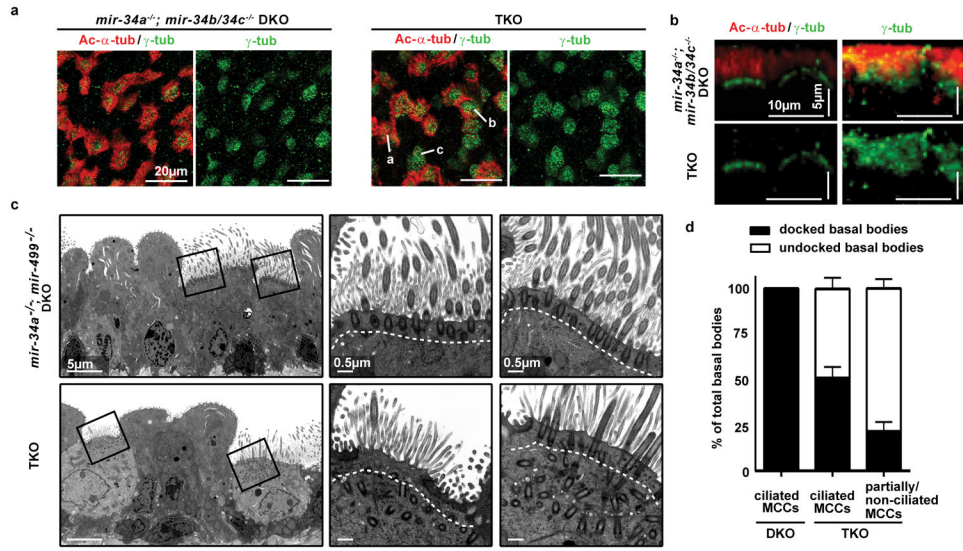 a
mir-34a-/-; mir-34b/34c-/- DKO
TKO
Ac-α-tub / γ-tub
γ-tub
Ac-α-tub / γ-tub
γ-tub
20μm
a
b
c
b
Ac-α-tub / γ-tub
γ-tub
mir-34a-/-;
mir-34b/34c-/-
DKO
10μm
5μm
TKO
c
mir-34a-/-; mir-499-/-
DKO
5μm
0.5μm
0.5μm
TKO
d
docked basal bodies
undocked basal bodies
% of total basal bodies
100
75
50
25
0
ciliated
MCCs
ciliated
MCCs
partially/
non-ciliated
MCCs
DKO
TKO